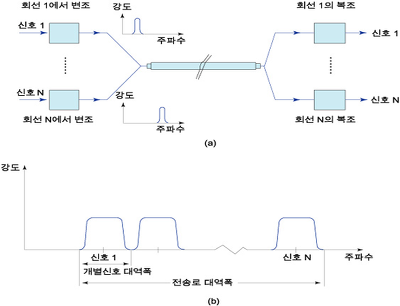 회선 1에서 변조
강도
회선 1의 복조
신호 1
주파수
신호 1
신호 N
강도
신호 N
회선 N에서 변조
주파수
회선 N의 복조
(a)
강도
신호 1
신호 N
주파수
개별신호 대역폭
전송로 대역폭
(b)